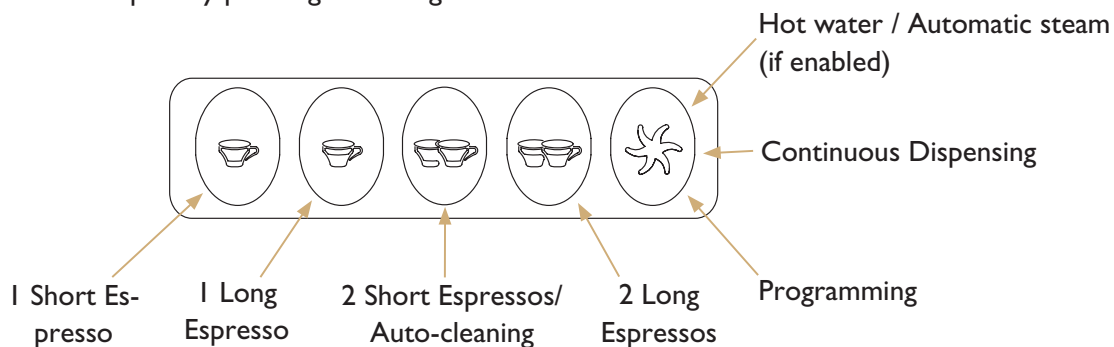 Hot water / Automatic steam
(if enabled)
Continuous Dispensing
Programming
1 Short Es-
presso
1 Long
Espresso
2 Short Espressos/
Auto-cleaning
2 Long
Espressos